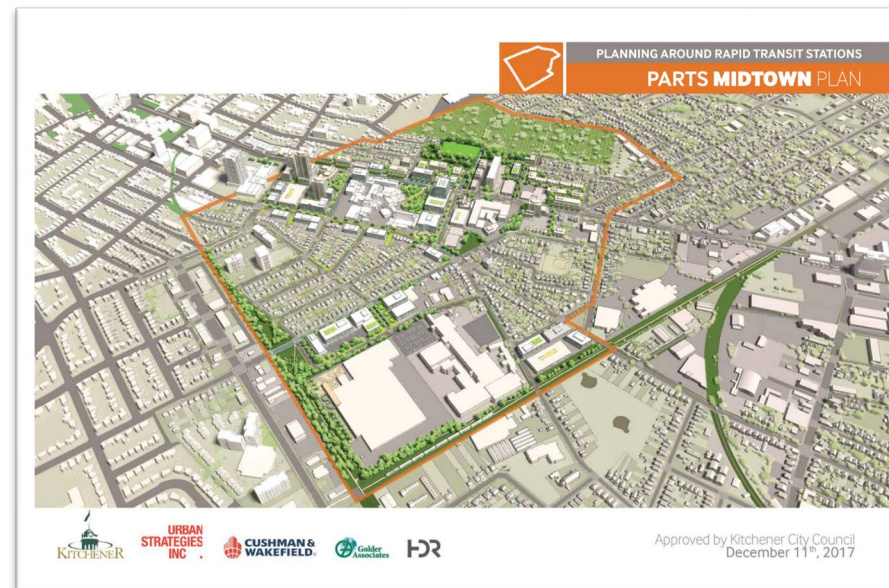 PLANNING AROUND RAPID TRANSIT STATIONS
PARTS MIDTOWN PLAN
KITCHENER
URBAN
STRATEGIES
INC .
CUSHMAN &
WAKEFIELD®
Golder
Associates
HDR
Approved by Kitchener City Council
December 11th, 2017